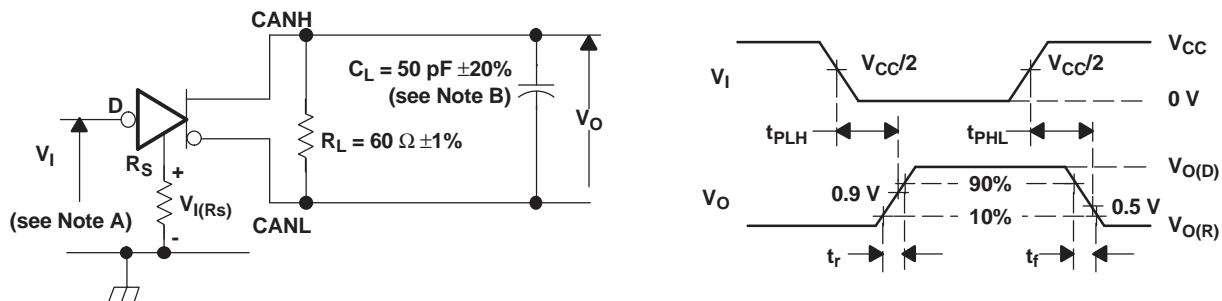 CANH
D
V_I
R_S
+
V_I(Rs)
-
(see Note A)
C_L = 50 pF ±20%
(see Note B)
R_L = 60 Ω ±1%
V_O
CANL
V_I
V_CC/2
V_CC/2
V_CC
0 V
t_PLH
t_PHL
V_O
0.9 V
90%
10%
0.5 V
V_O(D)
V_O(R)
t_r
t_f